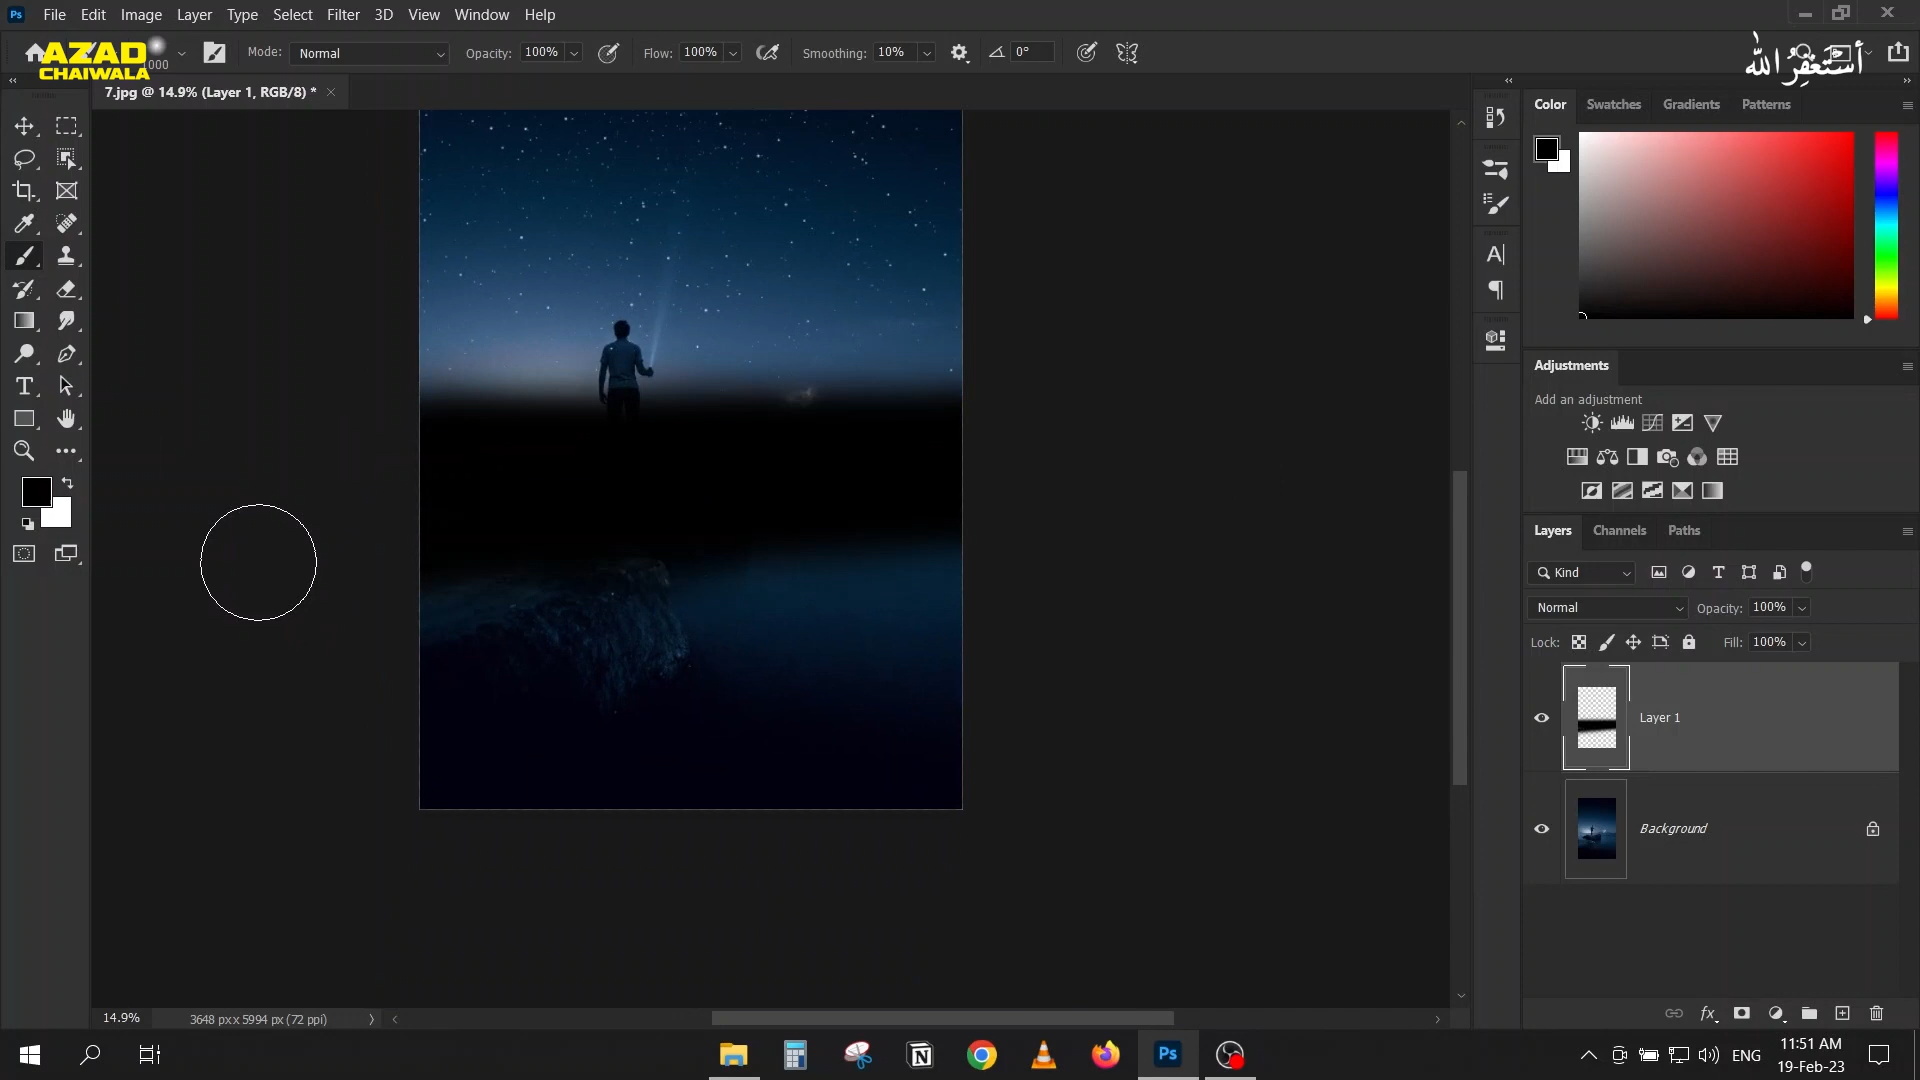 Ps File Edit Image Layer Type Select Filter 3D View Window Help
AZAD
CHAIWALA
Mode: Normal Opacity: 100% Flow: 100% Smoothing: 10% 0°
أستغفر الله
7.jpg @ 14.9% (Layer 1, RGB/8) *
Color Swatches Gradients Patterns
Adjustments
Add an adjustment
Layers Channels Paths
Kind
Normal Opacity: 100%
Lock: Fill: 100%
Layer 1
Background
14.9% 3648 px x 5994 px (72 ppi)
Ps ENG 11:51 AM
19-Feb-23